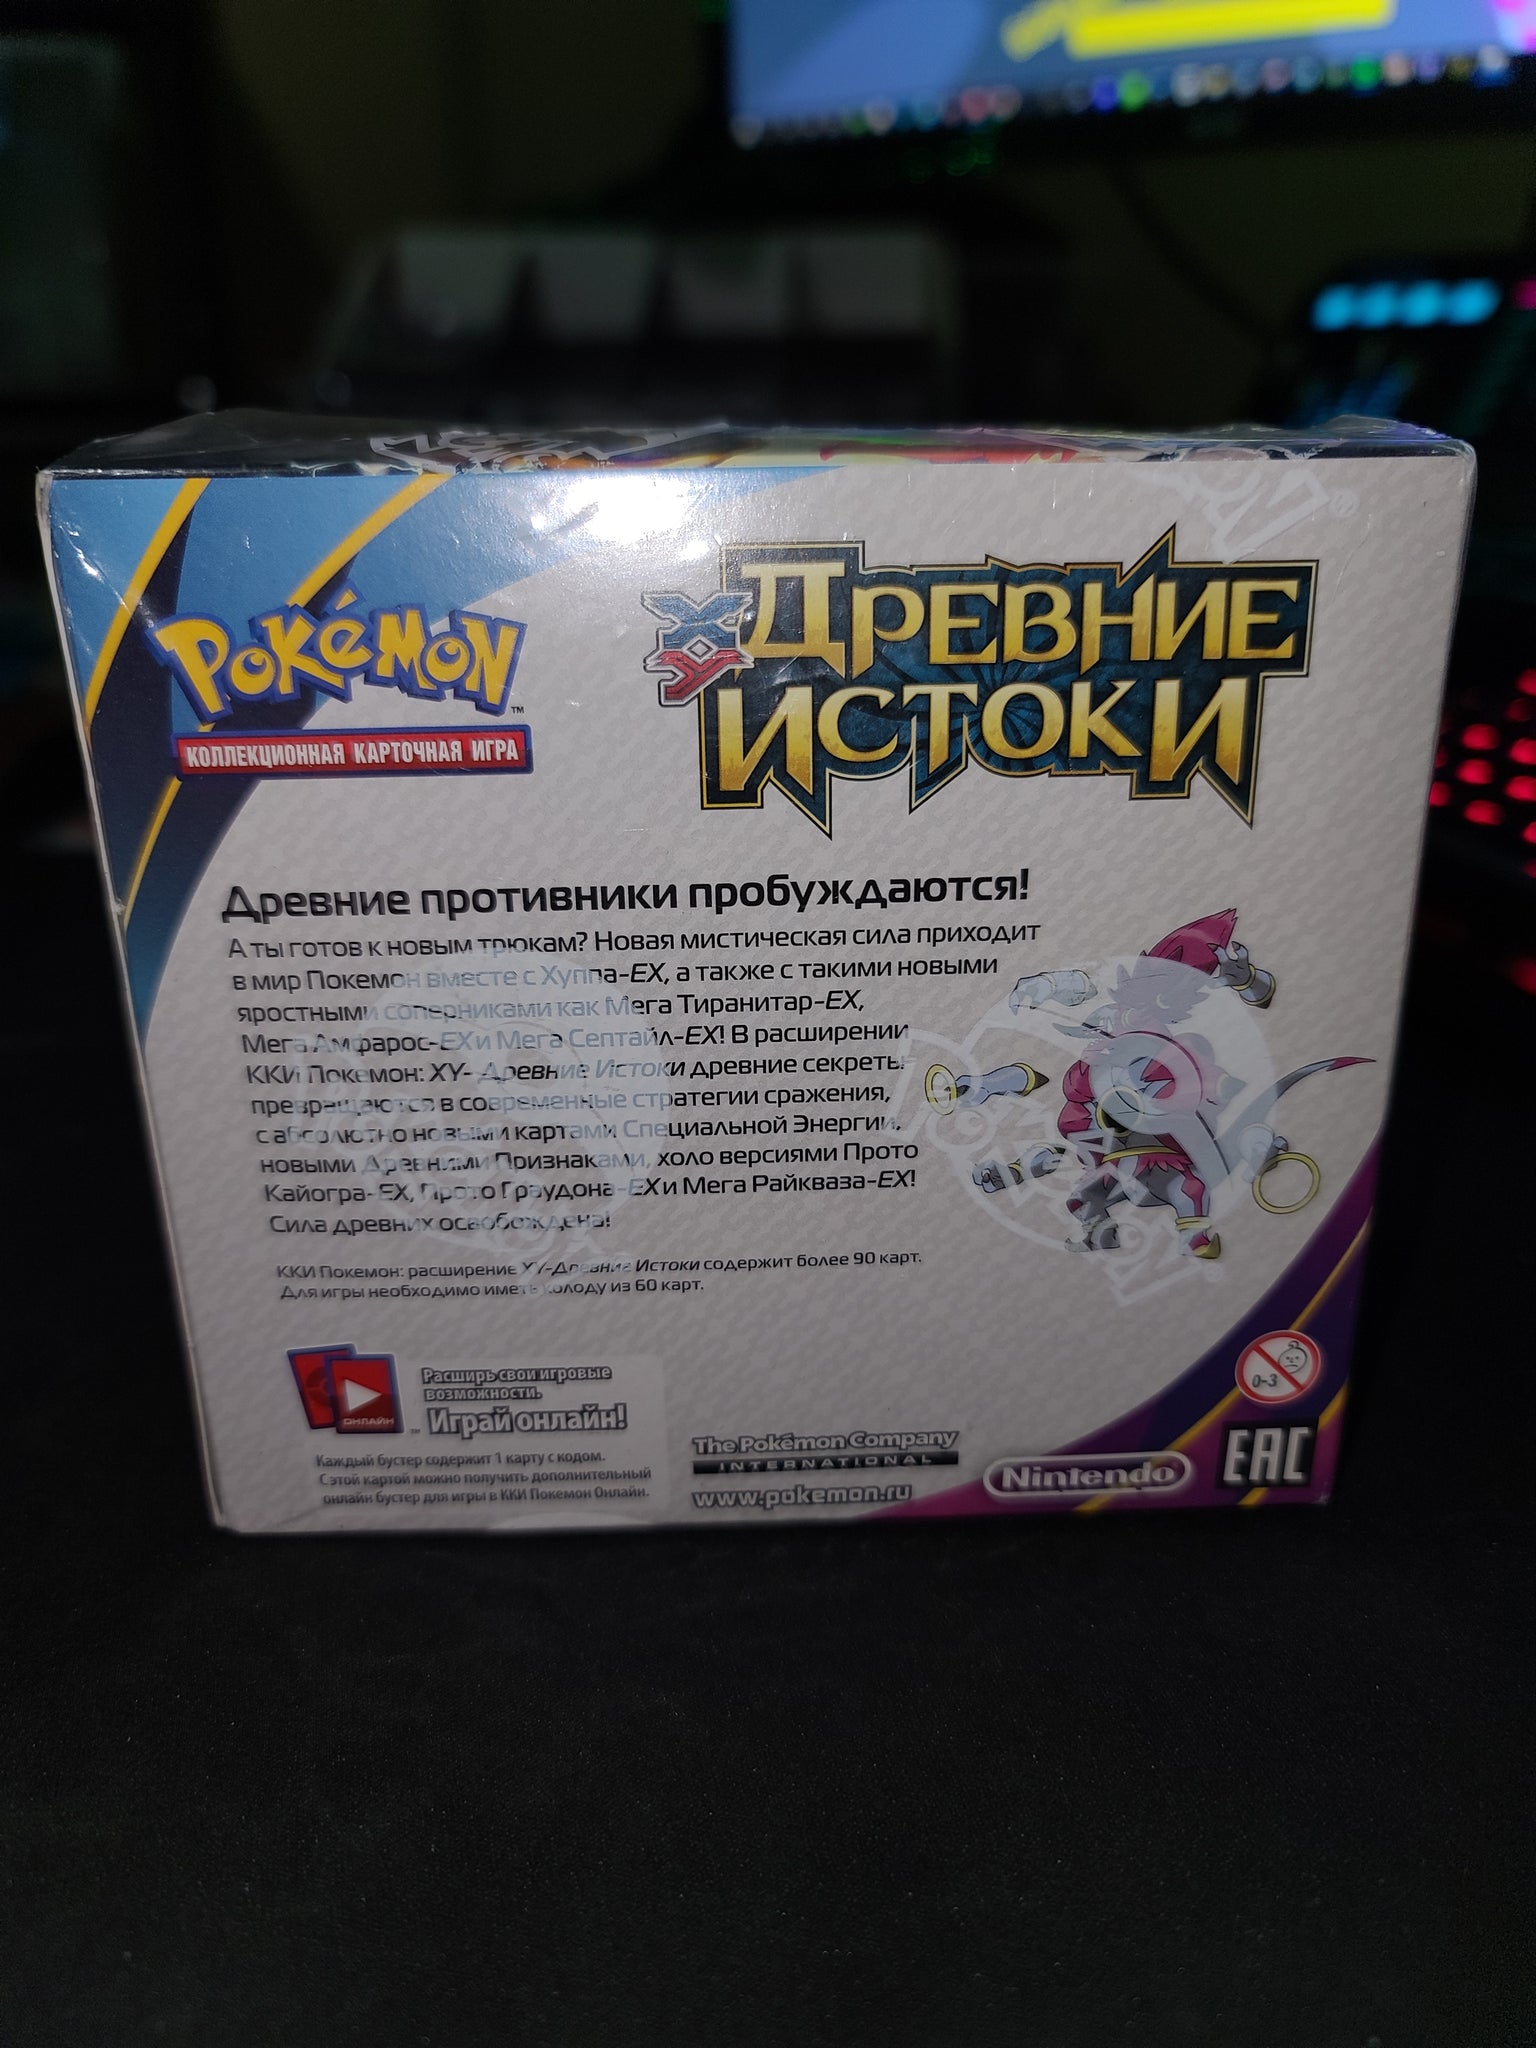 POKéMON™
КОЛЛЕКЦИОННАЯ КАРТОЧНАЯ ИГРА
XY
ДРЕВНИЕ
ИСТОКИ
Древние противники пробуждаются!
А ты готов к новым трюкам? Новая мистическая сила приходит
в мир Покемон вместе с Хуппа-EX, а также с такими новыми
яростными соперниками как Мега Тиранитар-EX,
Мега Амфарос-EX и Мега Септайл-EX! В расширении
ККИ Покемон: XY- Древние Истоки древние секреты
превращаются в современные стратегии сражения,
с абсолютно новыми картами Специальной Энергии,
новыми Древними Признаками, холо версиями Прото
Кайогра- EX, Прото Граудона-EX и Мега Райкваза-EX!
Сила древних освобождена!
ККИ Покемон: расширение XY-Древние Истоки содержит более 90 карт.
Для игры необходимо иметь колоду из 60 карт.
0-3
ОНЛАЙН
Расширь свои игровые
возможности.
Играй онлайн!
Каждый бустер содержит 1 карту с кодом.
С этой картой можно получить дополнительный
онлайн бустер для игры в ККИ Покемон Онлайн.
The Pokémon Company
INTERNATIONAL
www.pokemon.ru
Nintendo
EAC
POKéMON